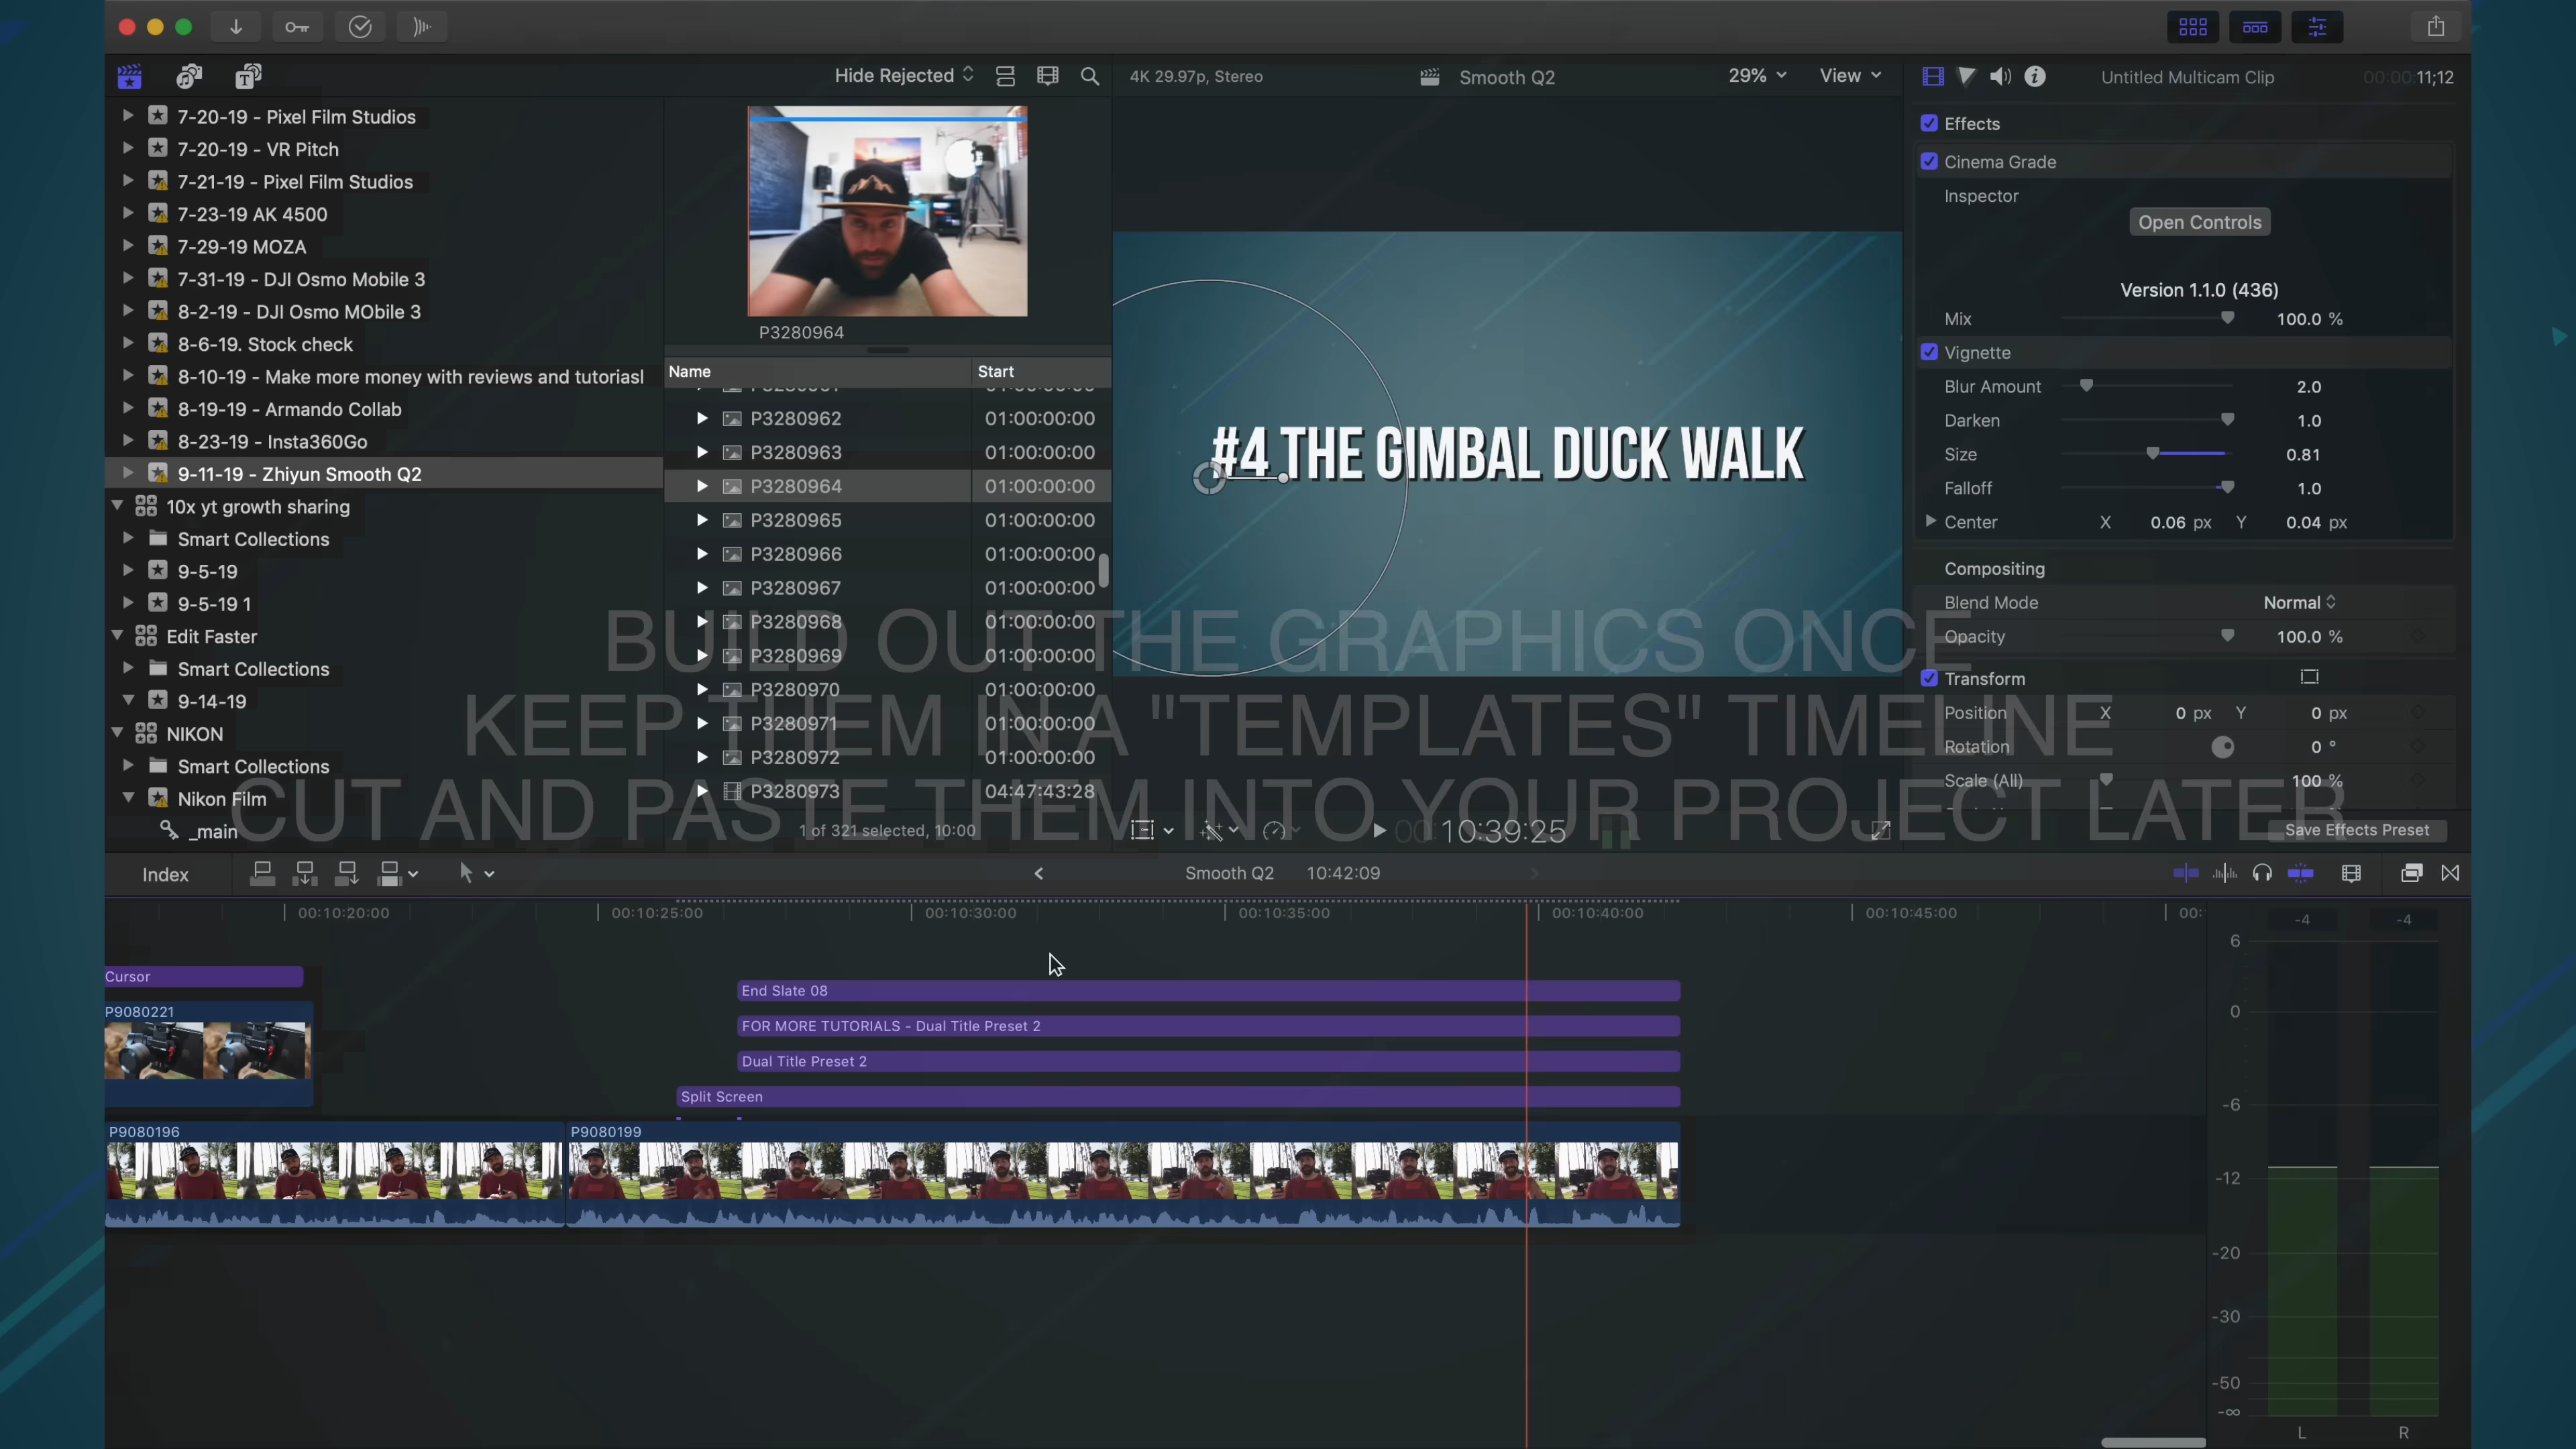 Hide Rejected
4K 29.97p, Stereo
Smooth Q2
29%
View
Untitled Multicam Clip
00:00:11;12
7-20-19 - Pixel Film Studios
7-20-19 - VR Pitch
7-21-19 - Pixel Film Studios
7-23-19 AK 4500
7-29-19 MOZA
7-31-19 - DJI Osmo Mobile 3
8-2-19 - DJI Osmo MObile 3
8-6-19. Stock check
8-10-19 - Make more money with reviews and tutoriasl
8-19-19 - Armando Collab
8-23-19 - Insta360Go
9-11-19 - Zhiyun Smooth Q2
10x yt growth sharing
Smart Collections
9-5-19
9-5-19 1
Edit Faster
Smart Collections
9-14-19
NIKON
Smart Collections
Nikon Film
_main
P3280964
Name Start
P3280962 01:00:00:00
P3280963 01:00:00:00
P3280964 01:00:00:00
P3280965 01:00:00:00
P3280966 01:00:00:00
P3280967 01:00:00:00
P3280968 01:00:00:00
P3280969 01:00:00:00
P3280970 01:00:00:00
P3280971 01:00:00:00
P3280972 01:00:00:00
P3280973 04:47:43:28
1 of 321 selected, 10:00
#4 THE GIMBAL DUCK WALK
10:39:25
Effects
Cinema Grade
Inspector
Open Controls
Version 1.1.0 (436)
Mix 100.0 %
Vignette
Blur Amount 2.0
Darken 1.0
Size 0.81
Falloff 1.0
Center X 0.06 px Y 0.04 px
Compositing
Blend Mode Normal
Opacity 100.0 %
Transform
Position X 0 px Y 0 px
Rotation 0 °
Scale (All) 100 %
Save Effects Preset
BUILD OUT THE GRAPHICS ONCE
KEEP THEM IN A "TEMPLATES" TIMELINE
CUT AND PASTE THEM INTO YOUR PROJECT LATER
Index
Smooth Q2 10:42:09
00:10:20:00 00:10:25:00 00:10:30:00 00:10:35:00 00:10:40:00 00:10:45:00 00:
Cursor
P9080221
End Slate 08
FOR MORE TUTORIALS - Dual Title Preset 2
Dual Title Preset 2
Split Screen
P9080196
P9080199
-4 -4
6
0
-6
-12
-20
-30
-50
-∞
L R